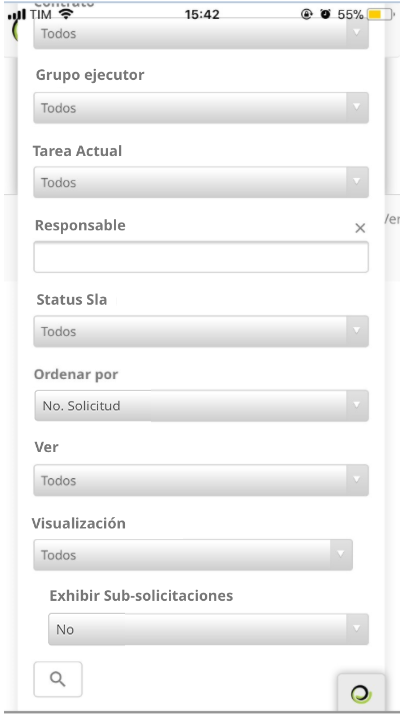 Contrato
TIM 15:42 55%
Todos
Grupo ejecutor
Todos
Tarea Actual
Todos
Responsable ×
Ver
Status Sla
Todos
Ordenar por
No. Solicitud
Ver
Todos
Visualización
Todos
Exhibir Sub-solicitaciones
No